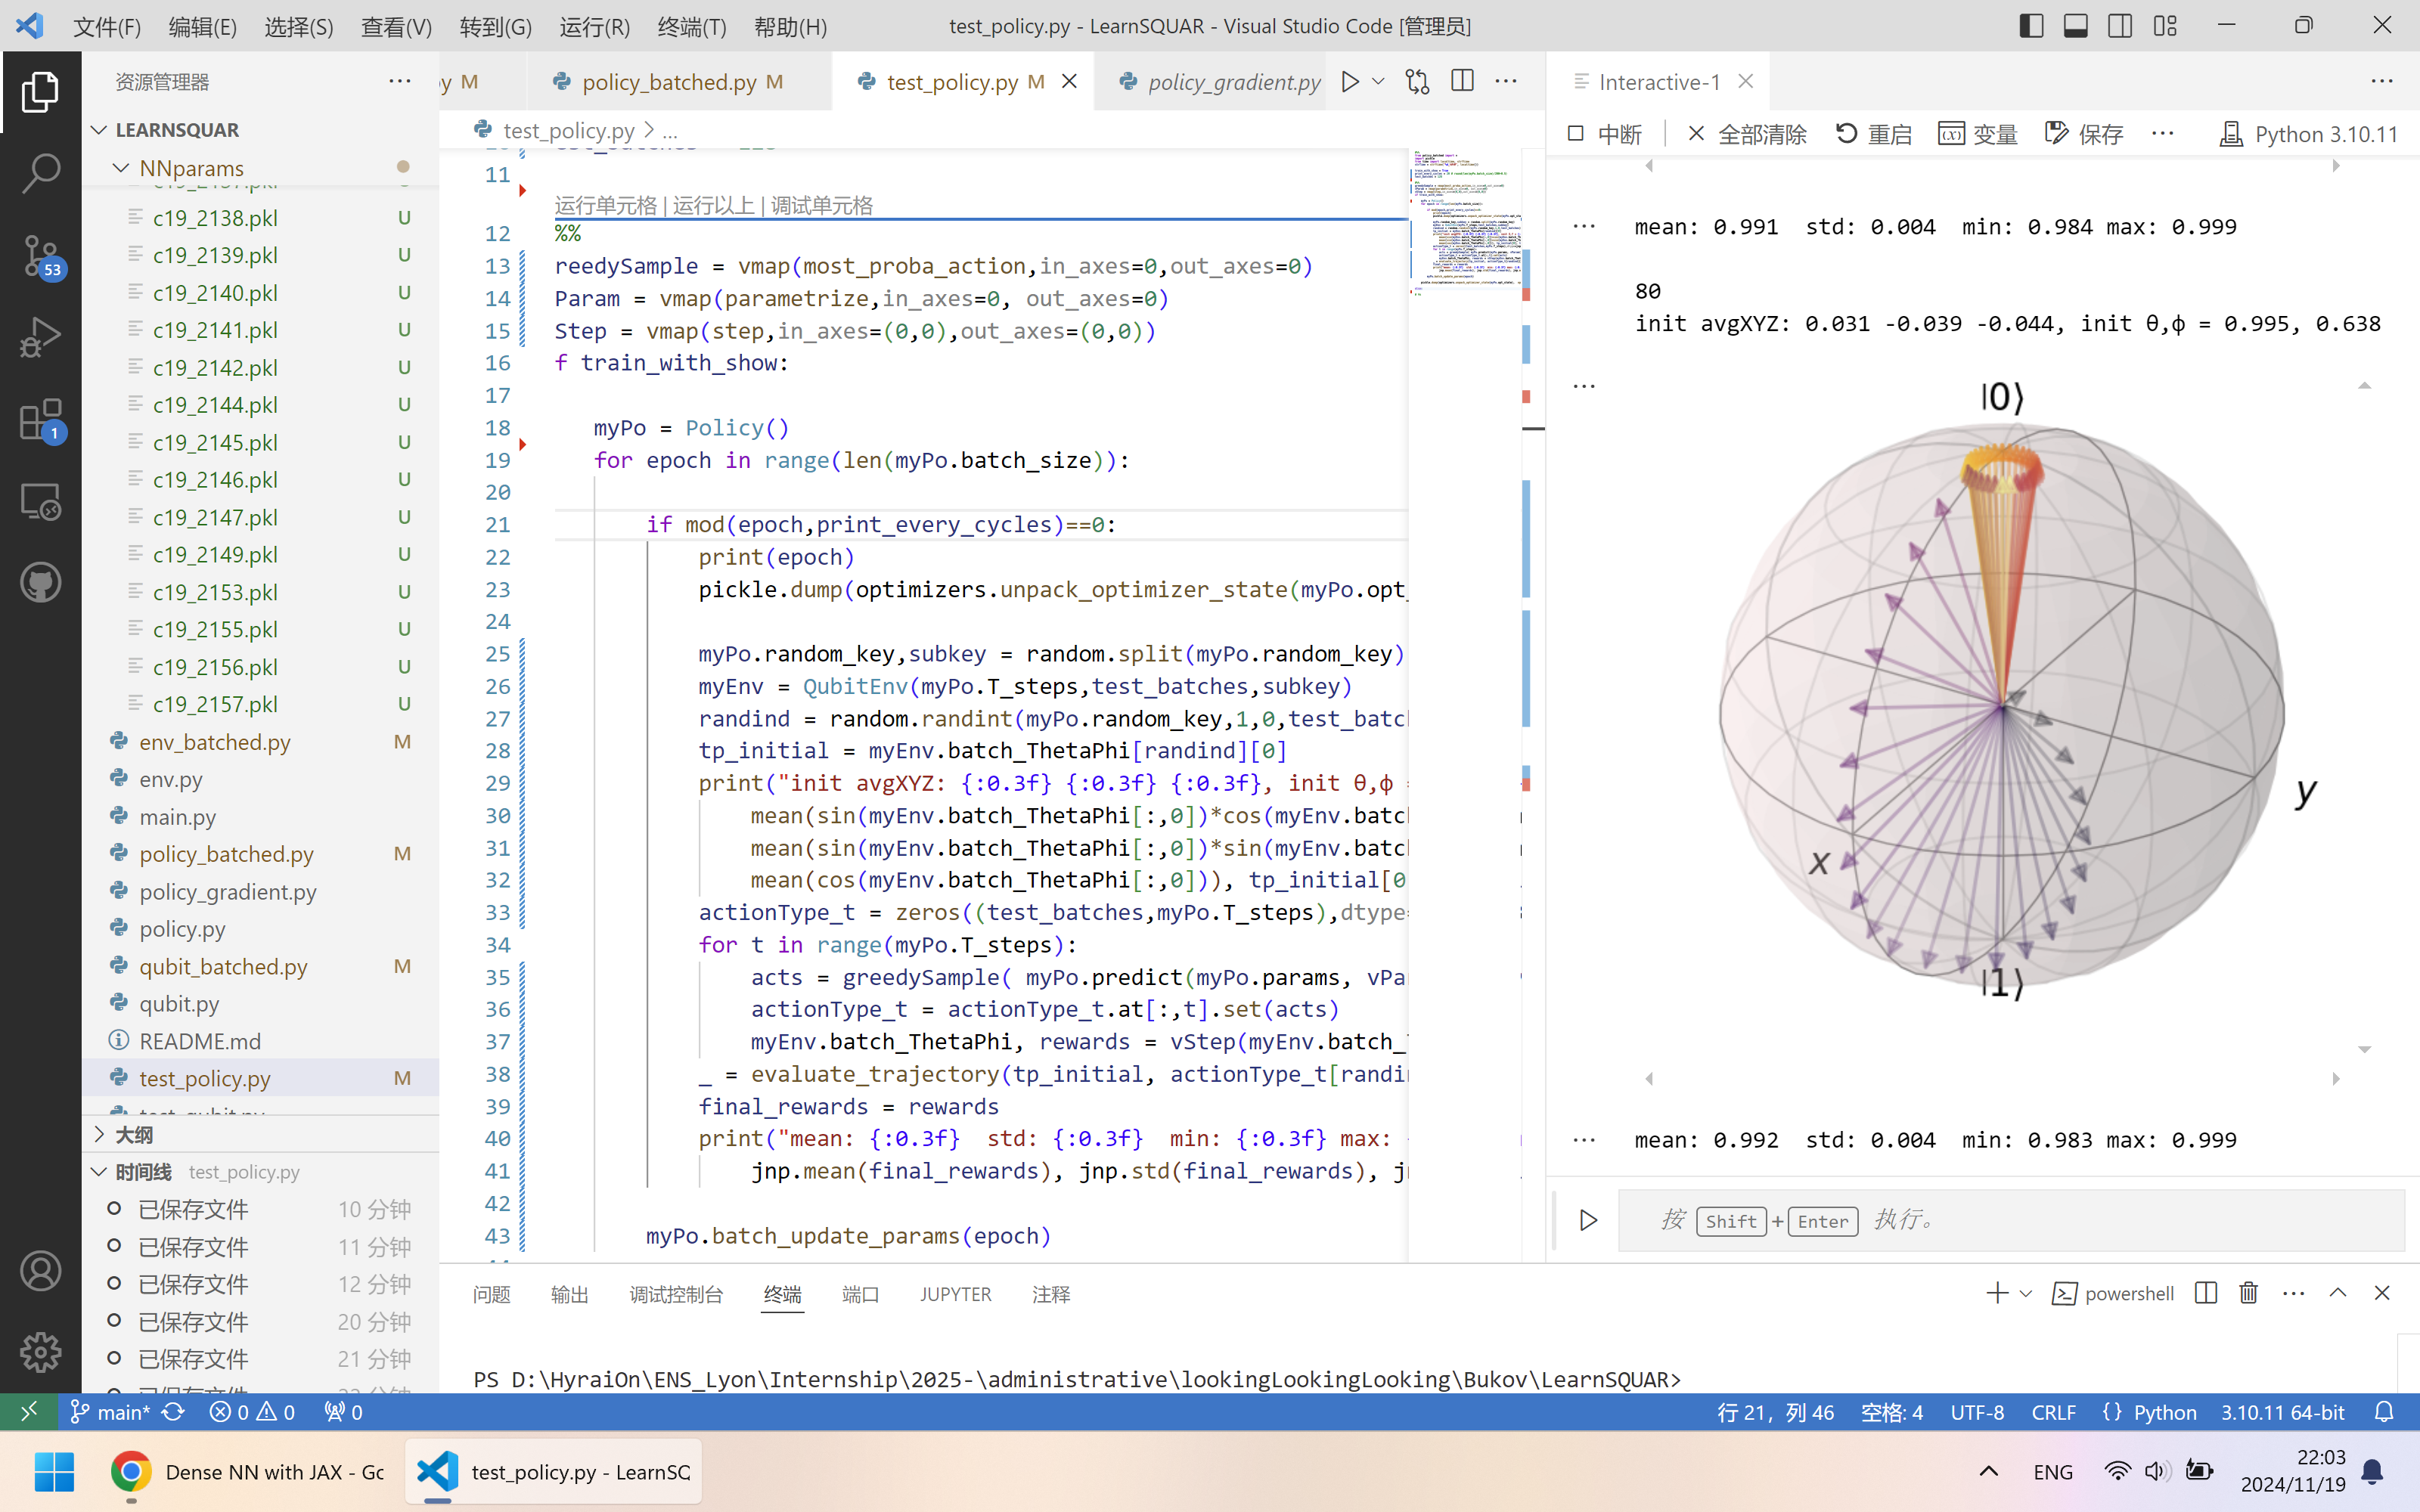 文件(F) 编辑(E) 选择(S) 查看(V) 转到(G) 运行(R) 终端(T) 帮助(H) test_policy.py - LearnSQUAR - Visual Studio Code [管理员]
资源管理器
LEARNSQUAR
NNparams
c19_2138.pkl U
c19_2139.pkl U
c19_2140.pkl U
c19_2141.pkl U
c19_2142.pkl U
c19_2144.pkl U
c19_2145.pkl U
c19_2146.pkl U
c19_2147.pkl U
c19_2149.pkl U
c19_2153.pkl U
c19_2155.pkl U
c19_2156.pkl U
c19_2157.pkl U
env_batched.py M
env.py
main.py
policy_batched.py M
policy_gradient.py
policy.py
qubit_batched.py M
qubit.py
README.md
test_policy.py M
大纲
时间线 test_policy.py
已保存文件 10 分钟
已保存文件 11 分钟
已保存文件 12 分钟
已保存文件 20 分钟
已保存文件 21 分钟
53
1
y M policy_batched.py M test_policy.py M policy_gradient.py
test_policy.py > ...
11
运行单元格 | 运行以上 | 调试单元格
12 %%
13 reedySample = vmap(most_proba_action,in_axes=0,out_axes=0)
14 Param = vmap(parametrize,in_axes=0, out_axes=0)
15 Step = vmap(step,in_axes=(0,0),out_axes=(0,0))
16 f train_with_show:
17
18 myPo = Policy()
19 for epoch in range(len(myPo.batch_size)):
20
21 if mod(epoch,print_every_cycles)==0:
22 print(epoch)
23 pickle.dump(optimizers.unpack_optimizer_state(myPo.opt_
24
25 myPo.random_key,subkey = random.split(myPo.random_key)
26 myEnv = QubitEnv(myPo.T_steps,test_batches,subkey)
27 randind = random.randint(myPo.random_key,1,0,test_batc
28 tp_initial = myEnv.batch_ThetaPhi[randind][0]
29 print("init avgXYZ: {:0.3f} {:0.3f} {:0.3f}, init θ,ϕ =
30 mean(sin(myEnv.batch_ThetaPhi[:,0])*cos(myEnv.batc
31 mean(sin(myEnv.batch_ThetaPhi[:,0])*sin(myEnv.batc
32 mean(cos(myEnv.batch_ThetaPhi[:,0])), tp_initial[0
33 actionType_t = zeros((test_batches,myPo.T_steps),dtype=
34 for t in range(myPo.T_steps):
35 acts = greedySample( myPo.predict(myPo.params, vPa
36 actionType_t = actionType_t.at[:,t].set(acts)
37 myEnv.batch_ThetaPhi, rewards = vStep(myEnv.batch_
38 _ = evaluate_trajectory(tp_initial, actionType_t[randi
39 final_rewards = rewards
40 print("mean: {:0.3f}  std: {:0.3f}  min: {:0.3f} max:
41 jnp.mean(final_rewards), jnp.std(final_rewards), j
42
43 myPo.batch_update_params(epoch)
Interactive-1
中断 全部清除 重启 变量 保存 ... Python 3.10.11
mean: 0.991  std: 0.004  min: 0.984 max: 0.999
80
init avgXYZ: 0.031 -0.039 -0.044, init θ,ϕ = 0.995, 0.638
|0⟩
y
x
|1⟩
mean: 0.992  std: 0.004  min: 0.983 max: 0.999
按 Shift+Enter 执行。
问题 输出 调试控制台 终端 端口 JUPYTER 注释 powershell
PS D:\HyraiOn\ENS_Lyon\Internship\2025-\administrative\lookingLookingLooking\Bukov\LearnSQUAR>
main* 0 0 0 行 21，列 46 空格: 4 UTF-8 CRLF {} Python 3.10.11 64-bit
Dense NN with JAX - Gc test_policy.py - LearnSC ENG 22:03
2024/11/19